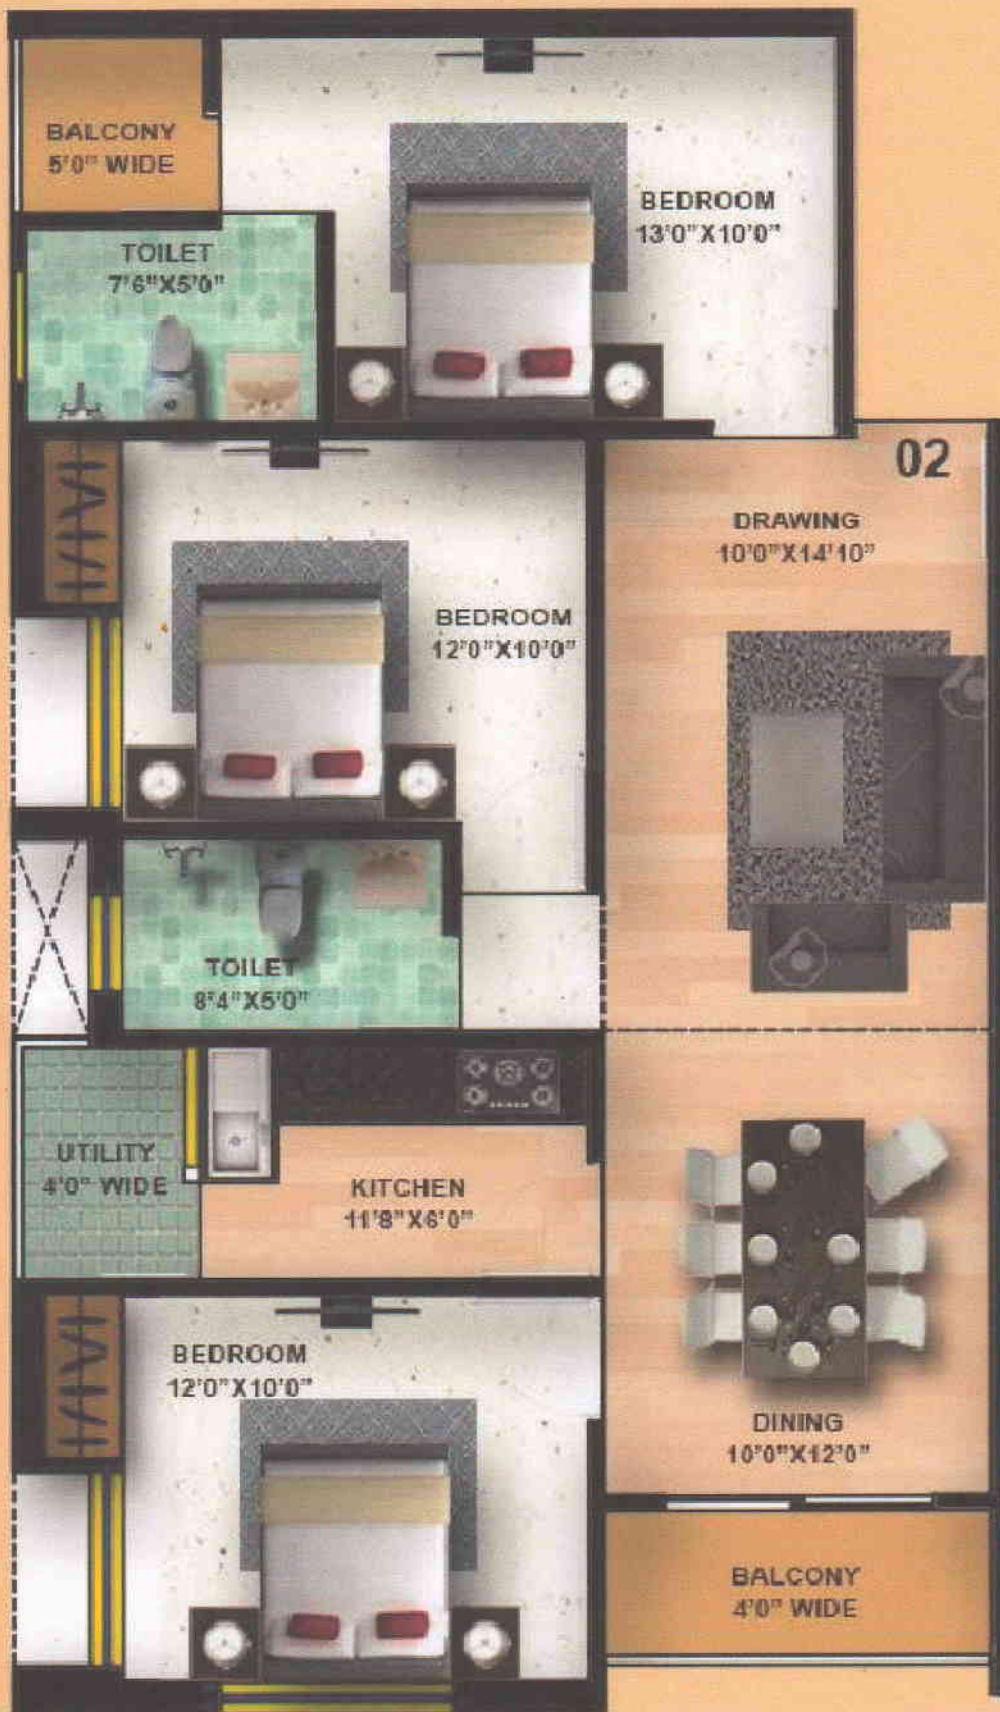 BALCONY
5'0" WIDE
BEDROOM
13'0"X10'0"
TOILET
7'6"X5'0"
02
DRAWING
10'0"X14'10"
BEDROOM
12'0"X10'0"
TOILET
8'4"X5'0"
UTILITY
4'0" WIDE
KITCHEN
11'8"X6'0"
BEDROOM
12'0"X10'0"
DINING
10'0"X12'0"
BALCONY
4'0" WIDE